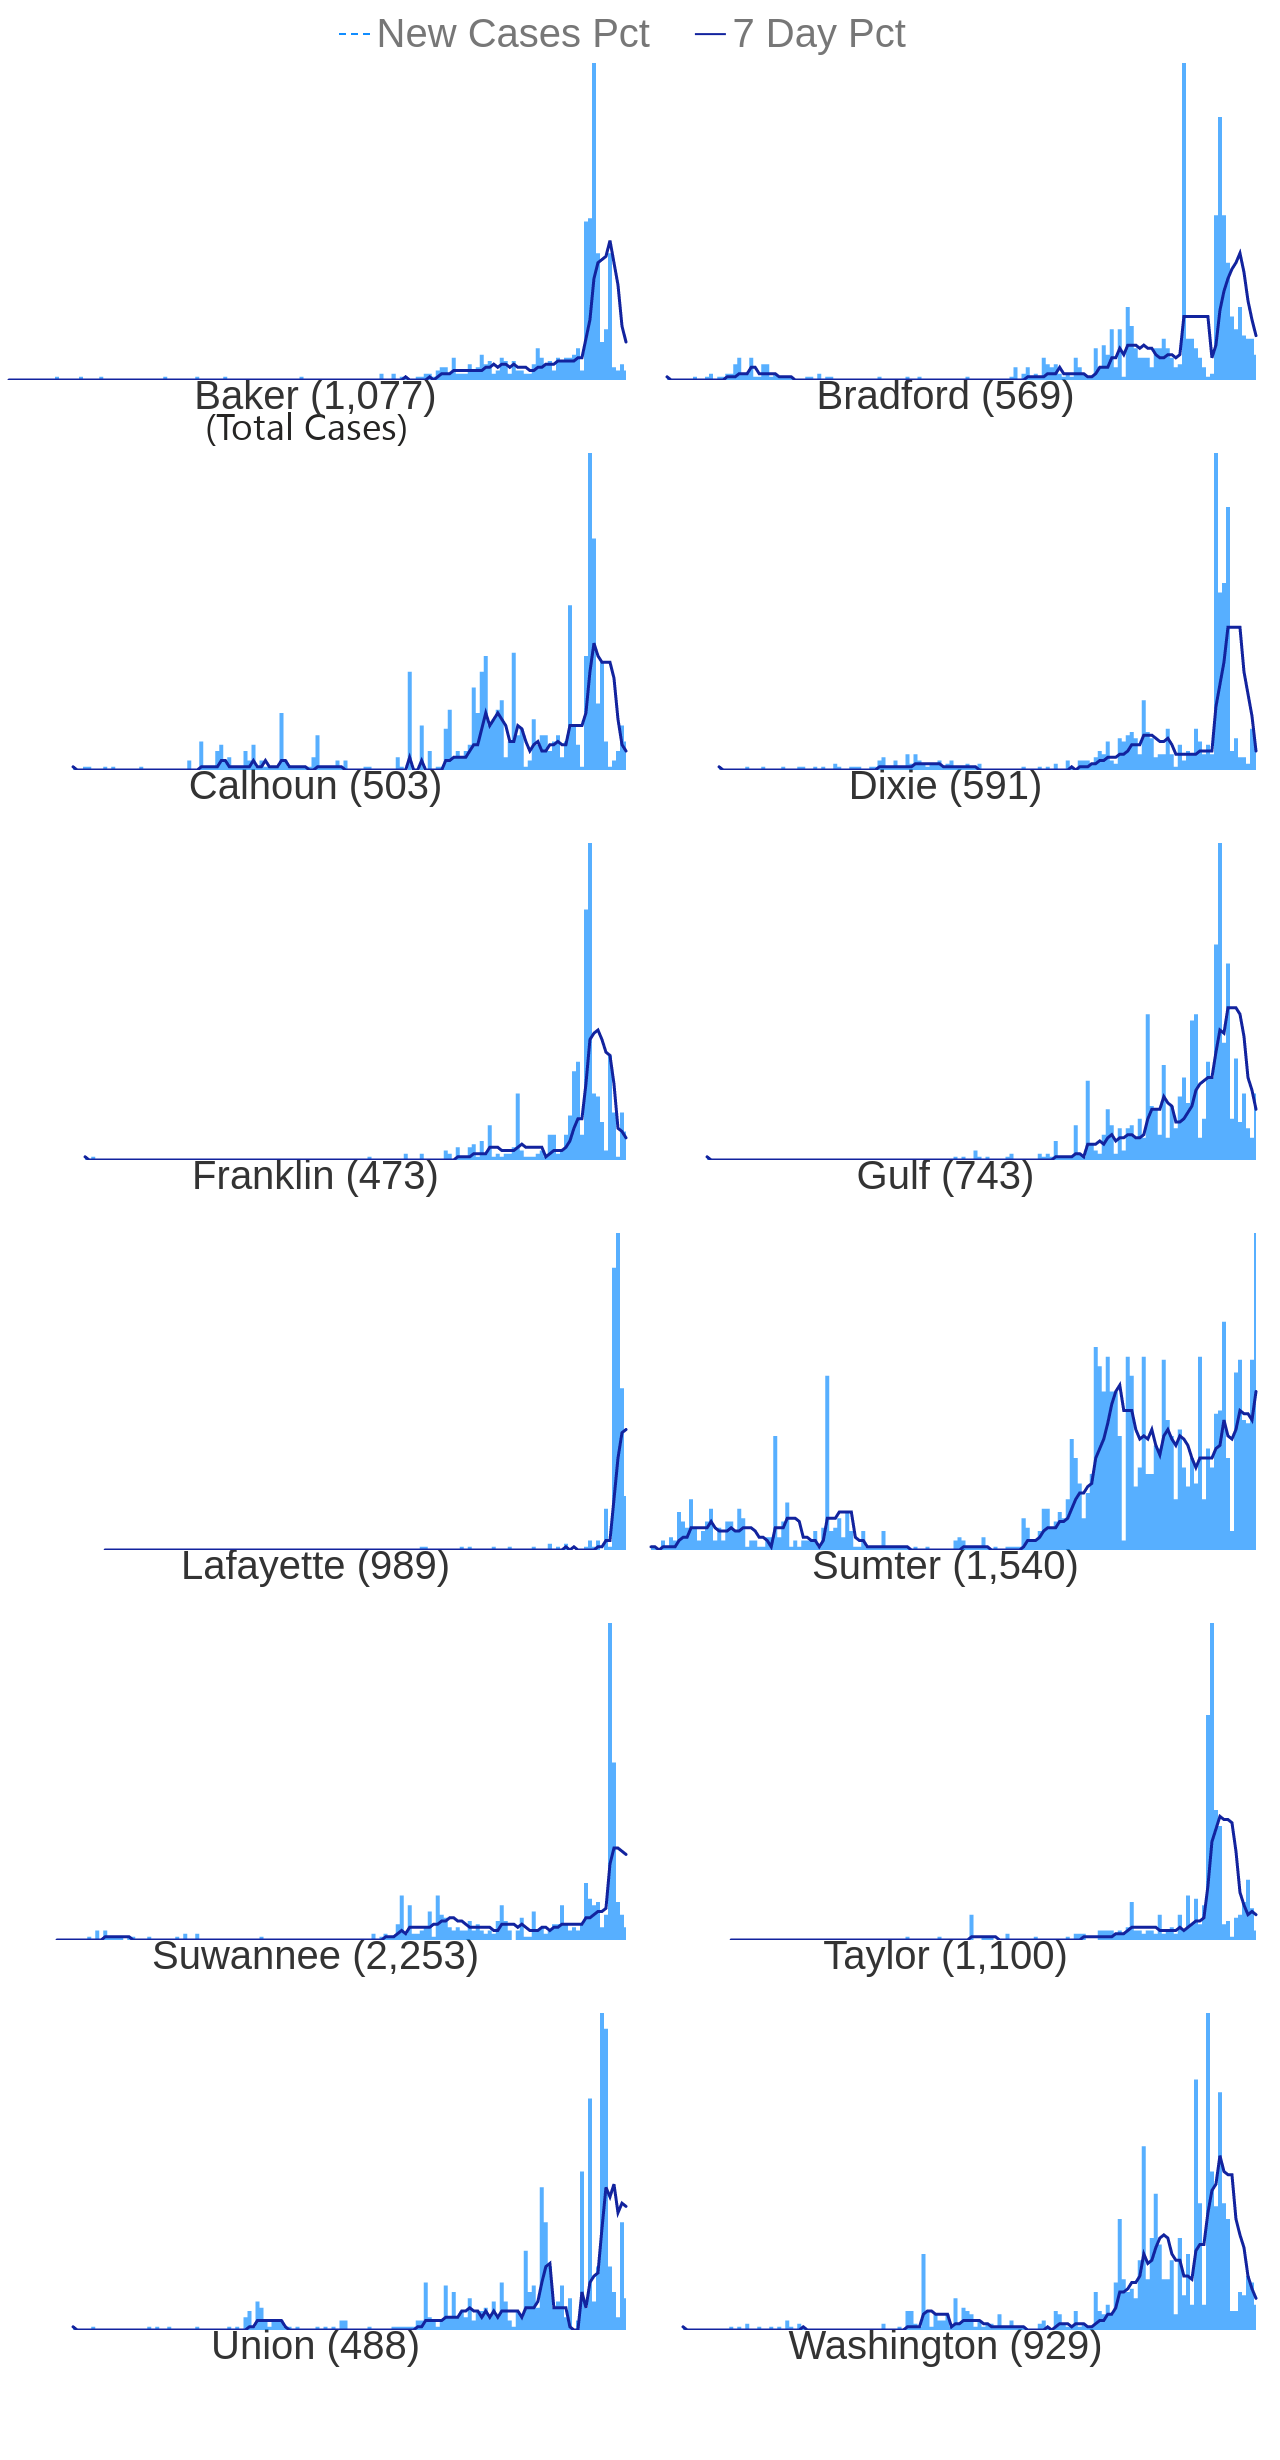 New Cases Pct 7 Day Pct
Baker (1,077) Bradford (569)
(Total Cases)
Calhoun (503) Dixie (591)
Franklin (473) Gulf (743)
Lafayette (989) Sumter (1,540)
Suwannee (2,253) Taylor (1,100)
Union (488) Washington (929)